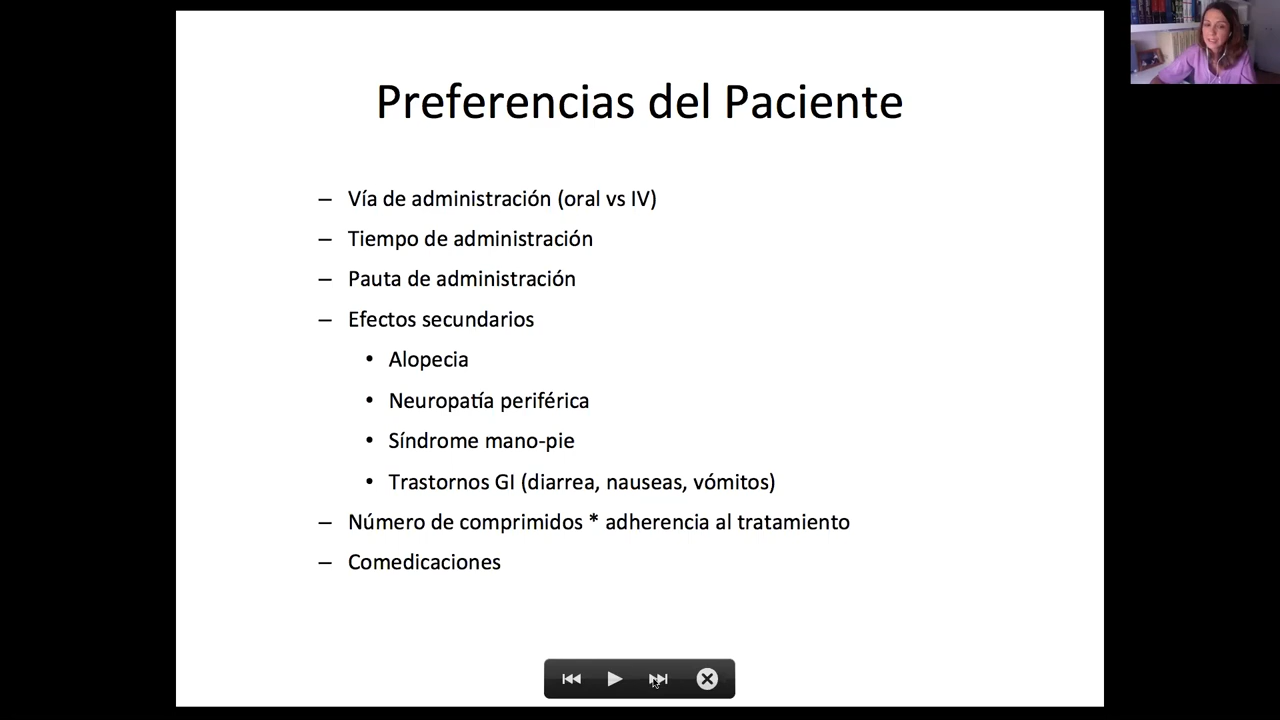 Preferencias del Paciente
– Vía de administración (oral vs IV)
– Tiempo de administración
– Pauta de administración
– Efectos secundarios
• Alopecia
• Neuropatía periférica
• Síndrome mano-pie
• Trastornos GI (diarrea, nauseas, vómitos)
– Número de comprimidos * adherencia al tratamiento
– Comedicaciones